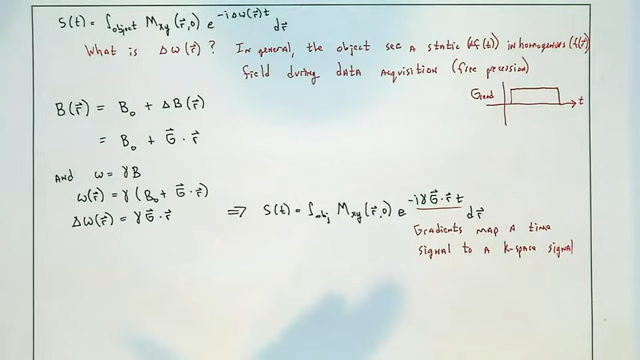 S(t) = ∫object Mxy(r⃗,0) e^{-iΔω(r⃗)t} dr⃗
What is Δω(r⃗)? In general, the object see a static (≠f(t)) inhomogenous (f(r⃗))
field during data acquisition (free precession)
Grad
t
B(r⃗) = B₀ + ΔB(r⃗)
= B₀ + G⃗ · r⃗
And ω = γB
ω(r⃗) = γ(B₀ + G⃗ · r⃗)
Δω(r⃗) = γ G⃗ · r⃗ ⟹ S(t) = ∫obj Mxy(r⃗,0) e^{-iγG⃗·r⃗t} dr⃗
Gradients map a time
signal to a k-space signal